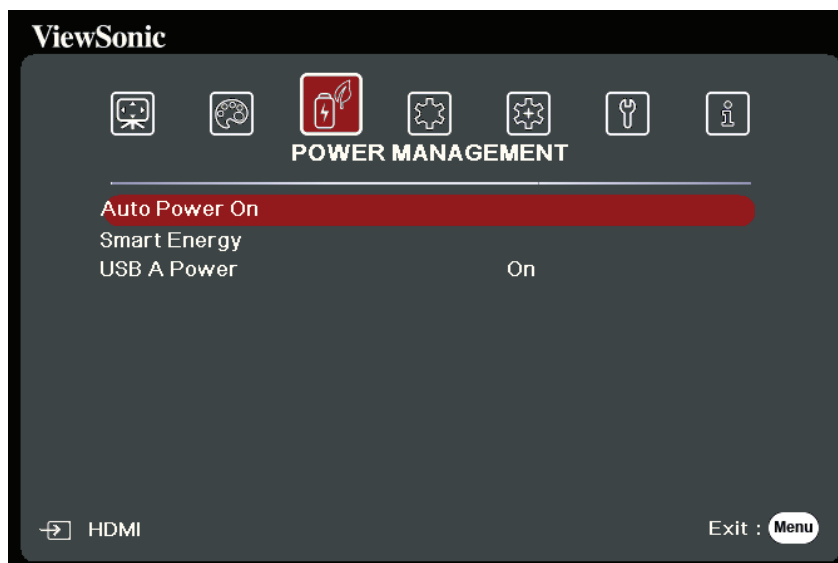 ViewSonic
POWER MANAGEMENT
Auto Power On
Smart Energy
USB A Power On
HDMI Exit : Menu